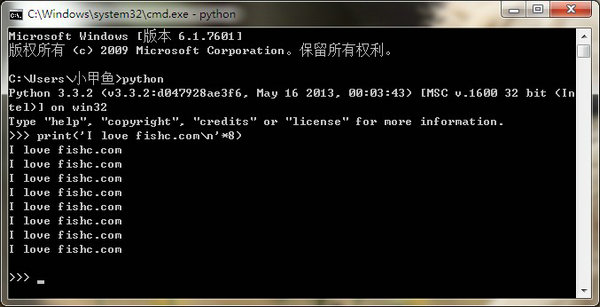 C:\Windows\system32\cmd.exe - python
Microsoft Windows [版本 6.1.7601]
版权所有 (c) 2009 Microsoft Corporation。保留所有权利。
C:\Users\小甲鱼>python
Python 3.3.2 (v3.3.2:d047928ae3f6, May 16 2013, 00:03:43) [MSC v.1600 32 bit (In
tel)] on win32
Type "help", "copyright", "credits" or "license" for more information.
>>> print('I love fishc.com\n'*8)
I love fishc.com
I love fishc.com
I love fishc.com
I love fishc.com
I love fishc.com
I love fishc.com
I love fishc.com
I love fishc.com
>>> _